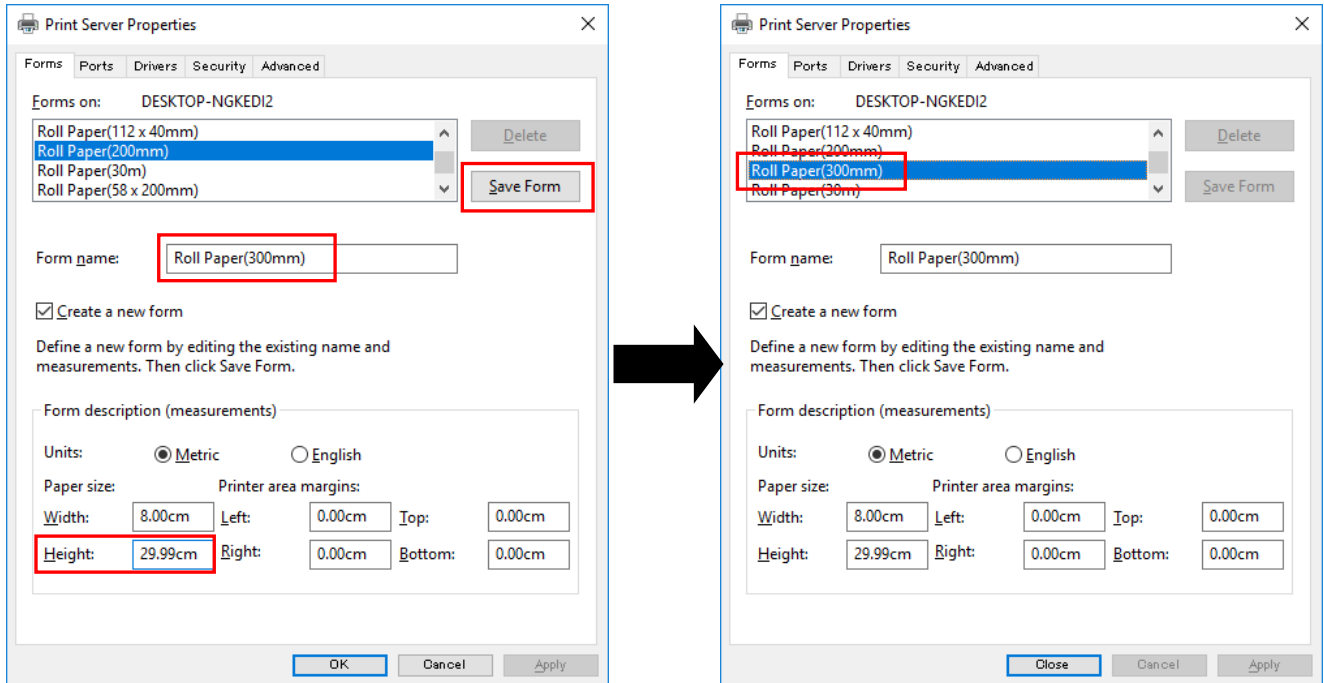 Print Server Properties
Forms Ports Drivers Security Advanced
Forms on: DESKTOP-NGKEDI2
Roll Paper(112 x 40mm)
Roll Paper(200mm)
Roll Paper(30m)
Roll Paper(58 x 200mm)
Delete
Save Form
Form name: Roll Paper(300mm)
Create a new form
Define a new form by editing the existing name and
measurements. Then click Save Form.
Form description (measurements)
Units: Metric English
Paper size: Printer area margins:
Width: 8.00cm Left: 0.00cm Top: 0.00cm
Height: 29.99cm Right: 0.00cm Bottom: 0.00cm
OK Cancel Apply
Print Server Properties
Forms Ports Drivers Security Advanced
Forms on: DESKTOP-NGKEDI2
Roll Paper(112 x 40mm)
Roll Paper(200mm)
Roll Paper(300mm)
Roll Paper(30m)
Delete
Save Form
Form name: Roll Paper(300mm)
Create a new form
Define a new form by editing the existing name and
measurements. Then click Save Form.
Form description (measurements)
Units: Metric English
Paper size: Printer area margins:
Width: 8.00cm Left: 0.00cm Top: 0.00cm
Height: 29.99cm Right: 0.00cm Bottom: 0.00cm
Close Cancel Apply